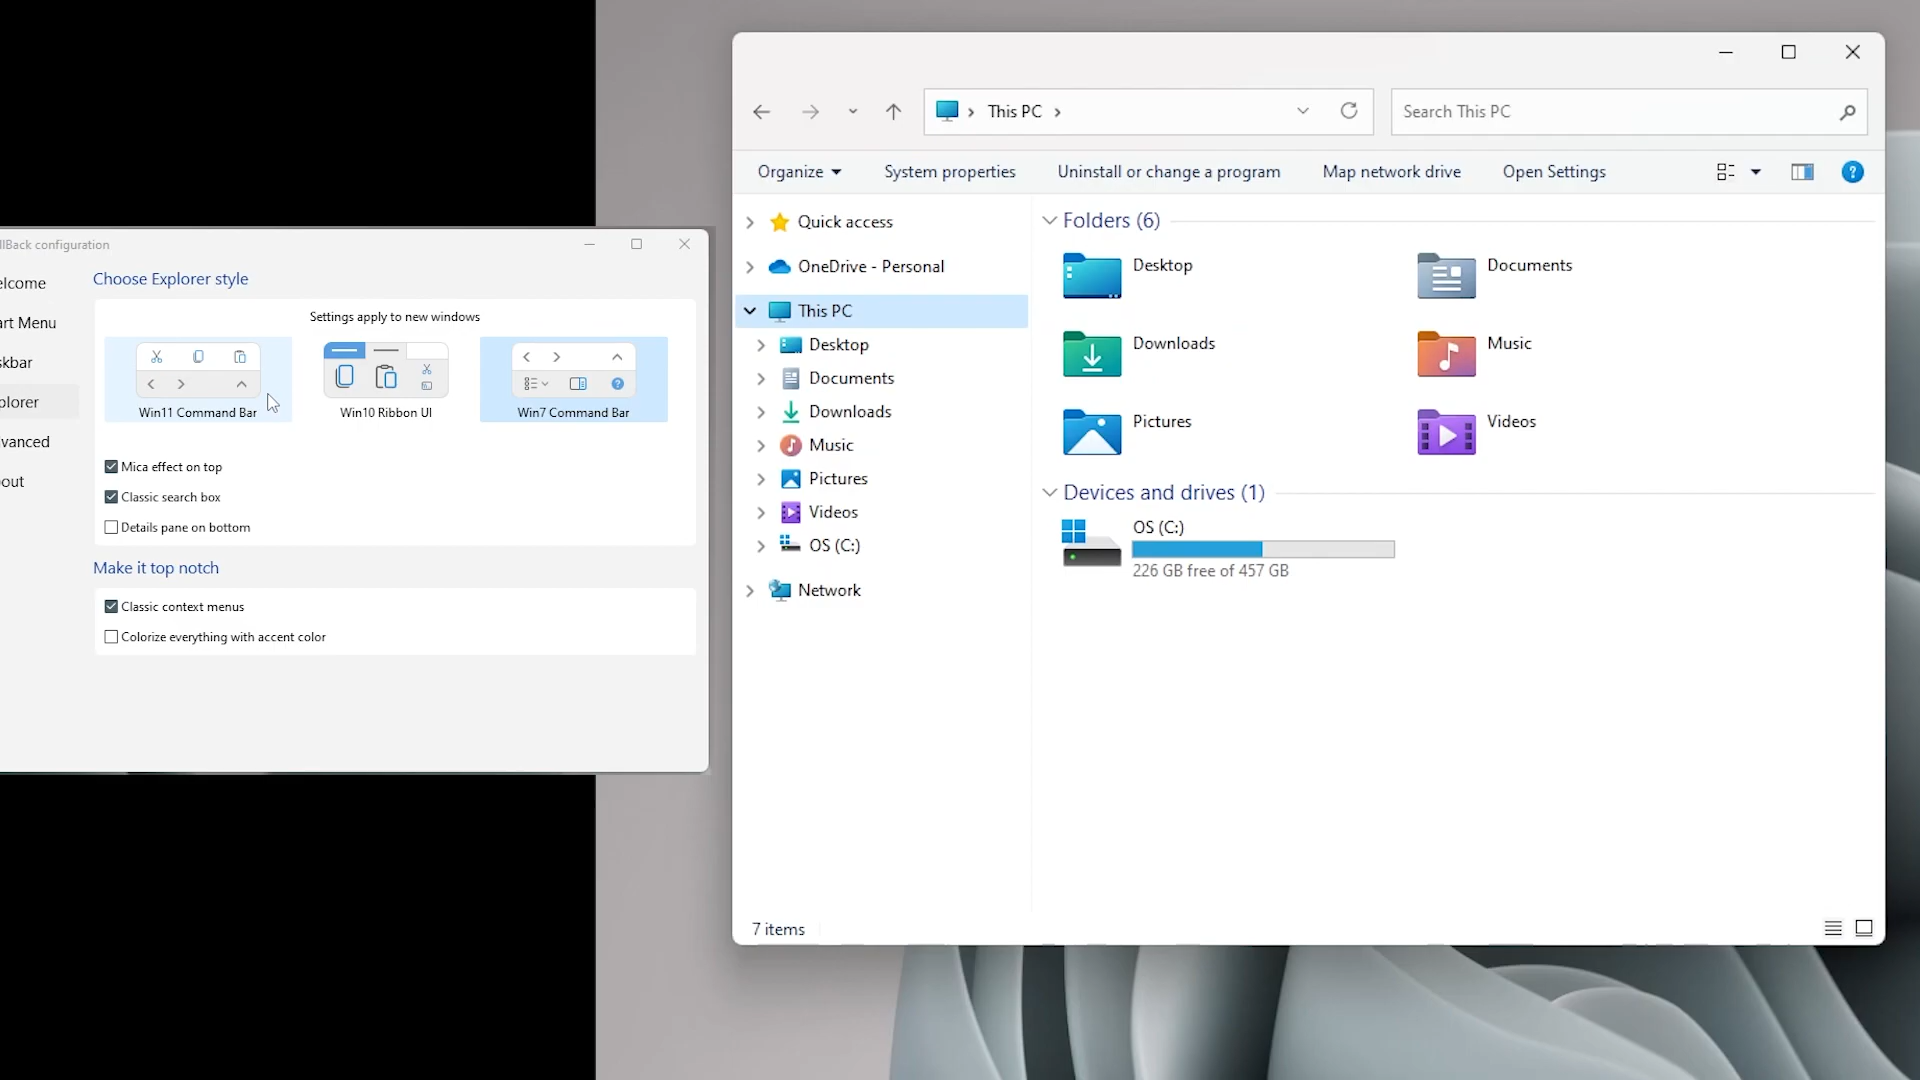 llBack configuration
elcome
art Menu
skbar
plorer
vanced
out
Choose Explorer style
Settings apply to new windows
Win11 Command Bar
Win10 Ribbon UI
Win7 Command Bar
Mica effect on top
Classic search box
Details pane on bottom
Make it top notch
Classic context menus
Colorize everything with accent color
This PC
Search This PC
Organize
System properties
Uninstall or change a program
Map network drive
Open Settings
?
Quick access
OneDrive - Personal
This PC
Desktop
Documents
Downloads
Music
Pictures
Videos
OS (C:)
Network
Folders (6)
Desktop
Documents
Downloads
Music
Pictures
Videos
Devices and drives (1)
OS (C:)
226 GB free of 457 GB
7 items